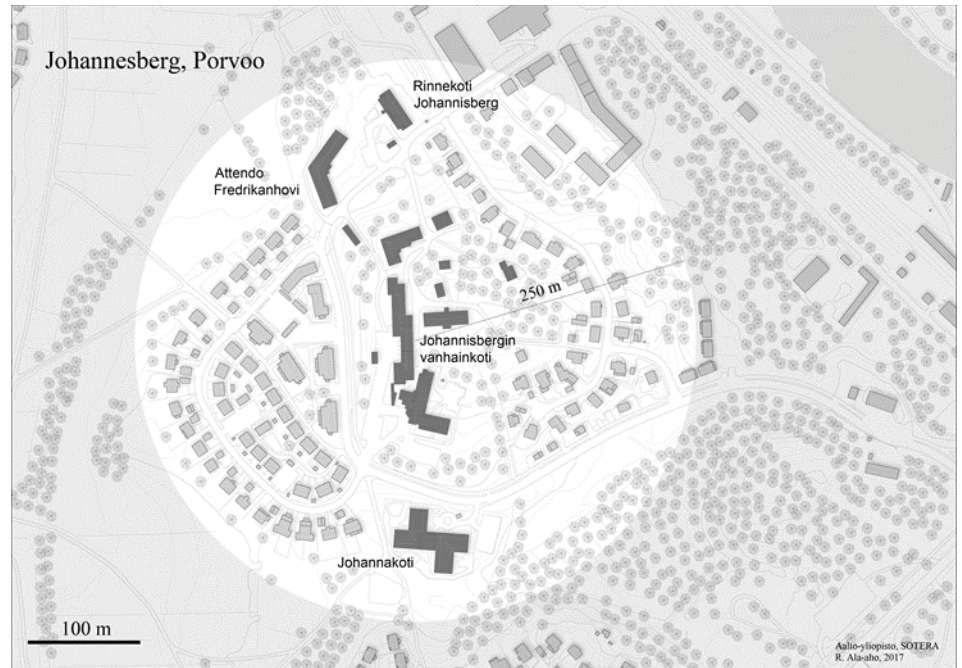 Johannesberg, Porvoo
Rinnekoti
Johannisberg
Attendo
Fredrikanhovi
250 m
Johannisbergin
vanhainkoti
Johannakoti
100 m
Aalto-yliopisto, SOTERA
R. Ala-aho, 2017